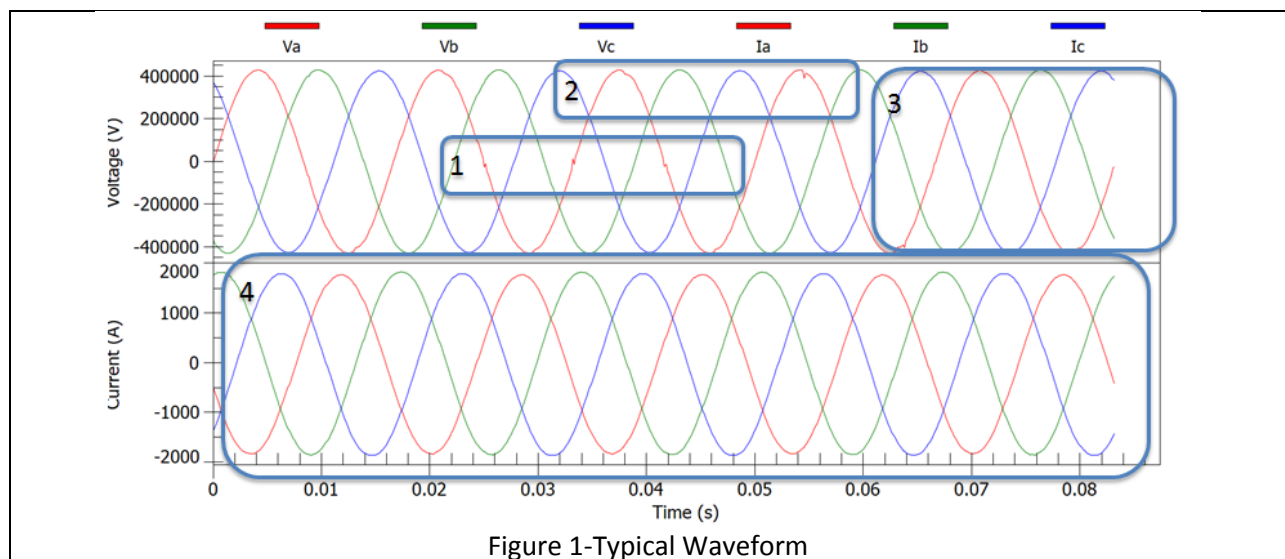 Va Vb Vc Ia Ib Ic
Voltage (V)
400000
200000
0
-200000
-400000
1
2
3
Current (A)
2000
1000
0
-1000
-2000
4
0 0.01 0.02 0.03 0.04 0.05 0.06 0.07 0.08
Time (s)
Figure 1-Typical Waveform